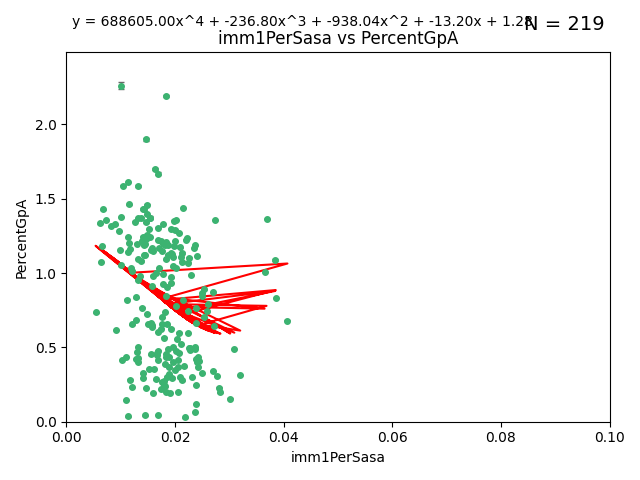 y = 688605.00x^4 + -236.80x^3 + -938.04x^2 + -13.20x + 1.28
N = 219
imm1PerSasa vs PercentGpA
PercentGpA
2.0
1.5
1.0
0.5
0.0
0.00 0.02 0.04 0.06 0.08 0.10
imm1PerSasa